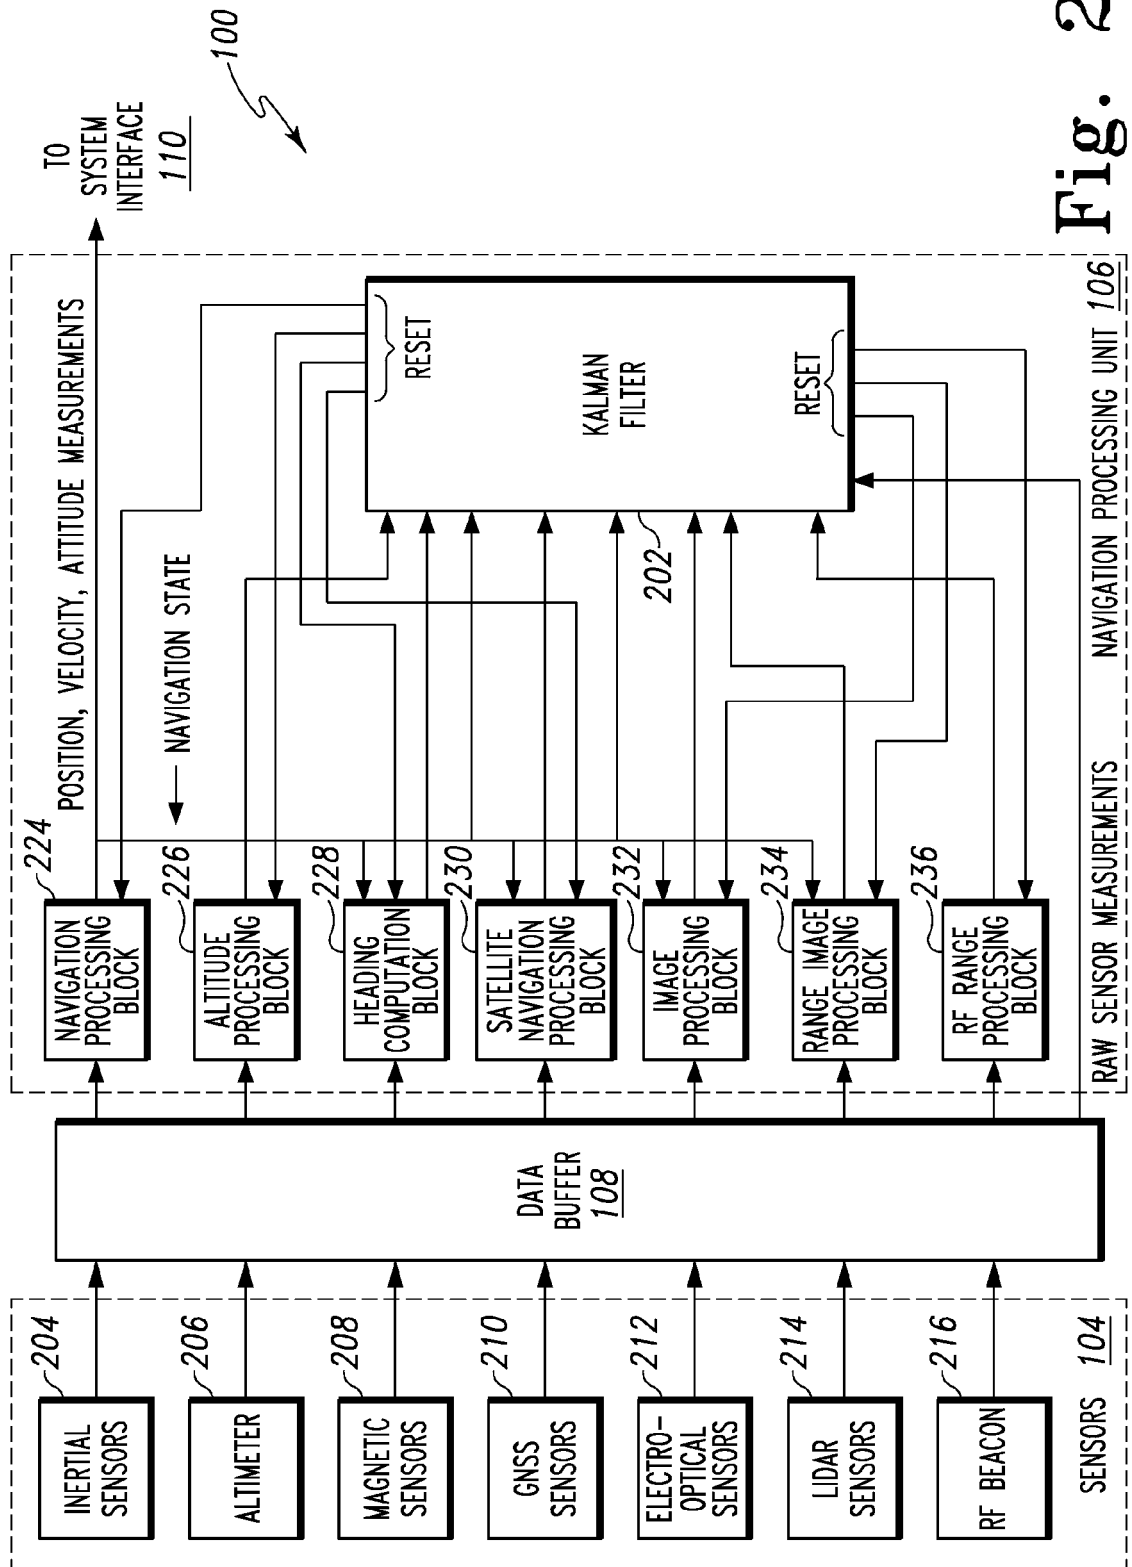 TO
SYSTEM
INTERFACE
110
100
POSITION, VELOCITY, ATTITUDE MEASUREMENTS
NAVIGATION STATE
224
NAVIGATION
PROCESSING
BLOCK
226
ALTITUDE
PROCESSING
BLOCK
228
HEADING
COMPUTATION
BLOCK
230
SATELLITE
NAVIGATION
PROCESSING
BLOCK
232
IMAGE
PROCESSING
BLOCK
234
RANGE IMAGE
PROCESSING
BLOCK
236
RF RANGE
PROCESSING
BLOCK
RESET
KALMAN
FILTER
RESET
202
RAW SENSOR MEASUREMENTS
NAVIGATION PROCESSING UNIT 106
DATA
BUFFER
108
204
INERTIAL
SENSORS
206
ALTIMETER
208
MAGNETIC
SENSORS
210
GNSS
SENSORS
212
ELECTRO-
OPTICAL
SENSORS
214
LIDAR
SENSORS
216
RF BEACON
SENSORS 104
Fig. 2